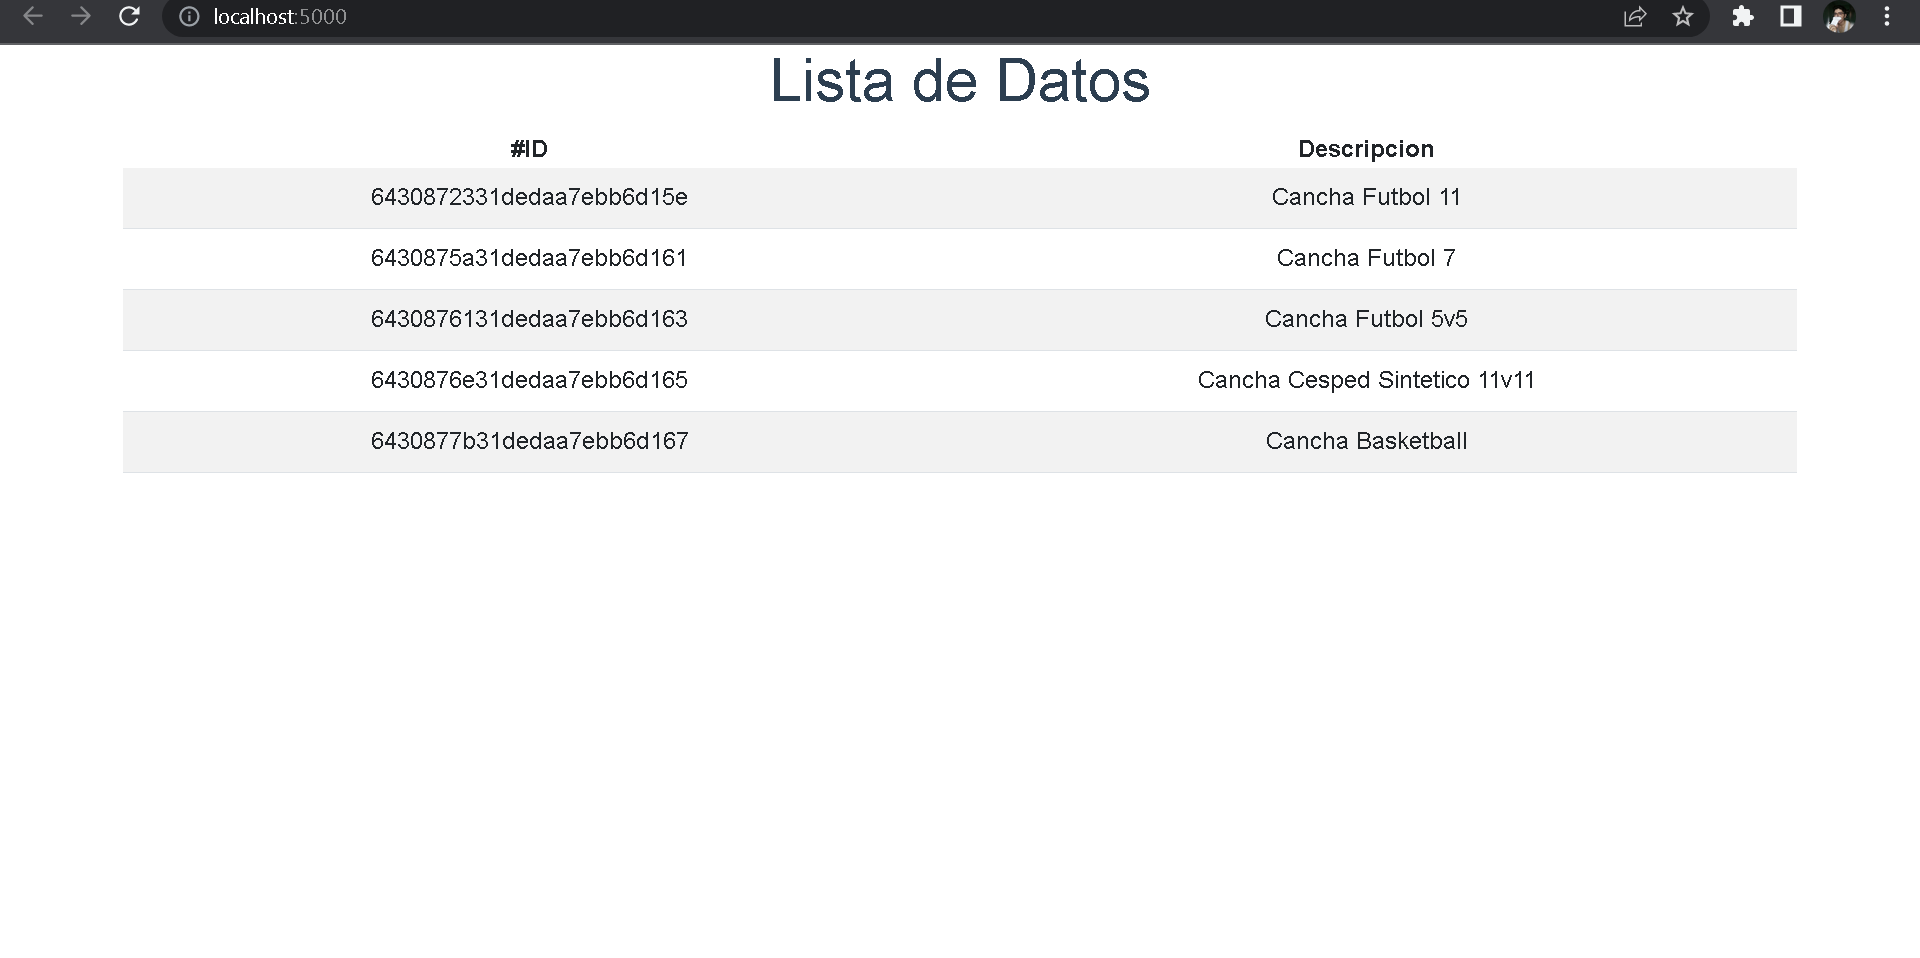 localhost:5000
Lista de Datos
#ID Descripcion
6430872331dedaa7ebb6d15e Cancha Futbol 11
6430875a31dedaa7ebb6d161 Cancha Futbol 7
6430876131dedaa7ebb6d163 Cancha Futbol 5v5
6430876e31dedaa7ebb6d165 Cancha Cesped Sintetico 11v11
6430877b31dedaa7ebb6d167 Cancha Basketball